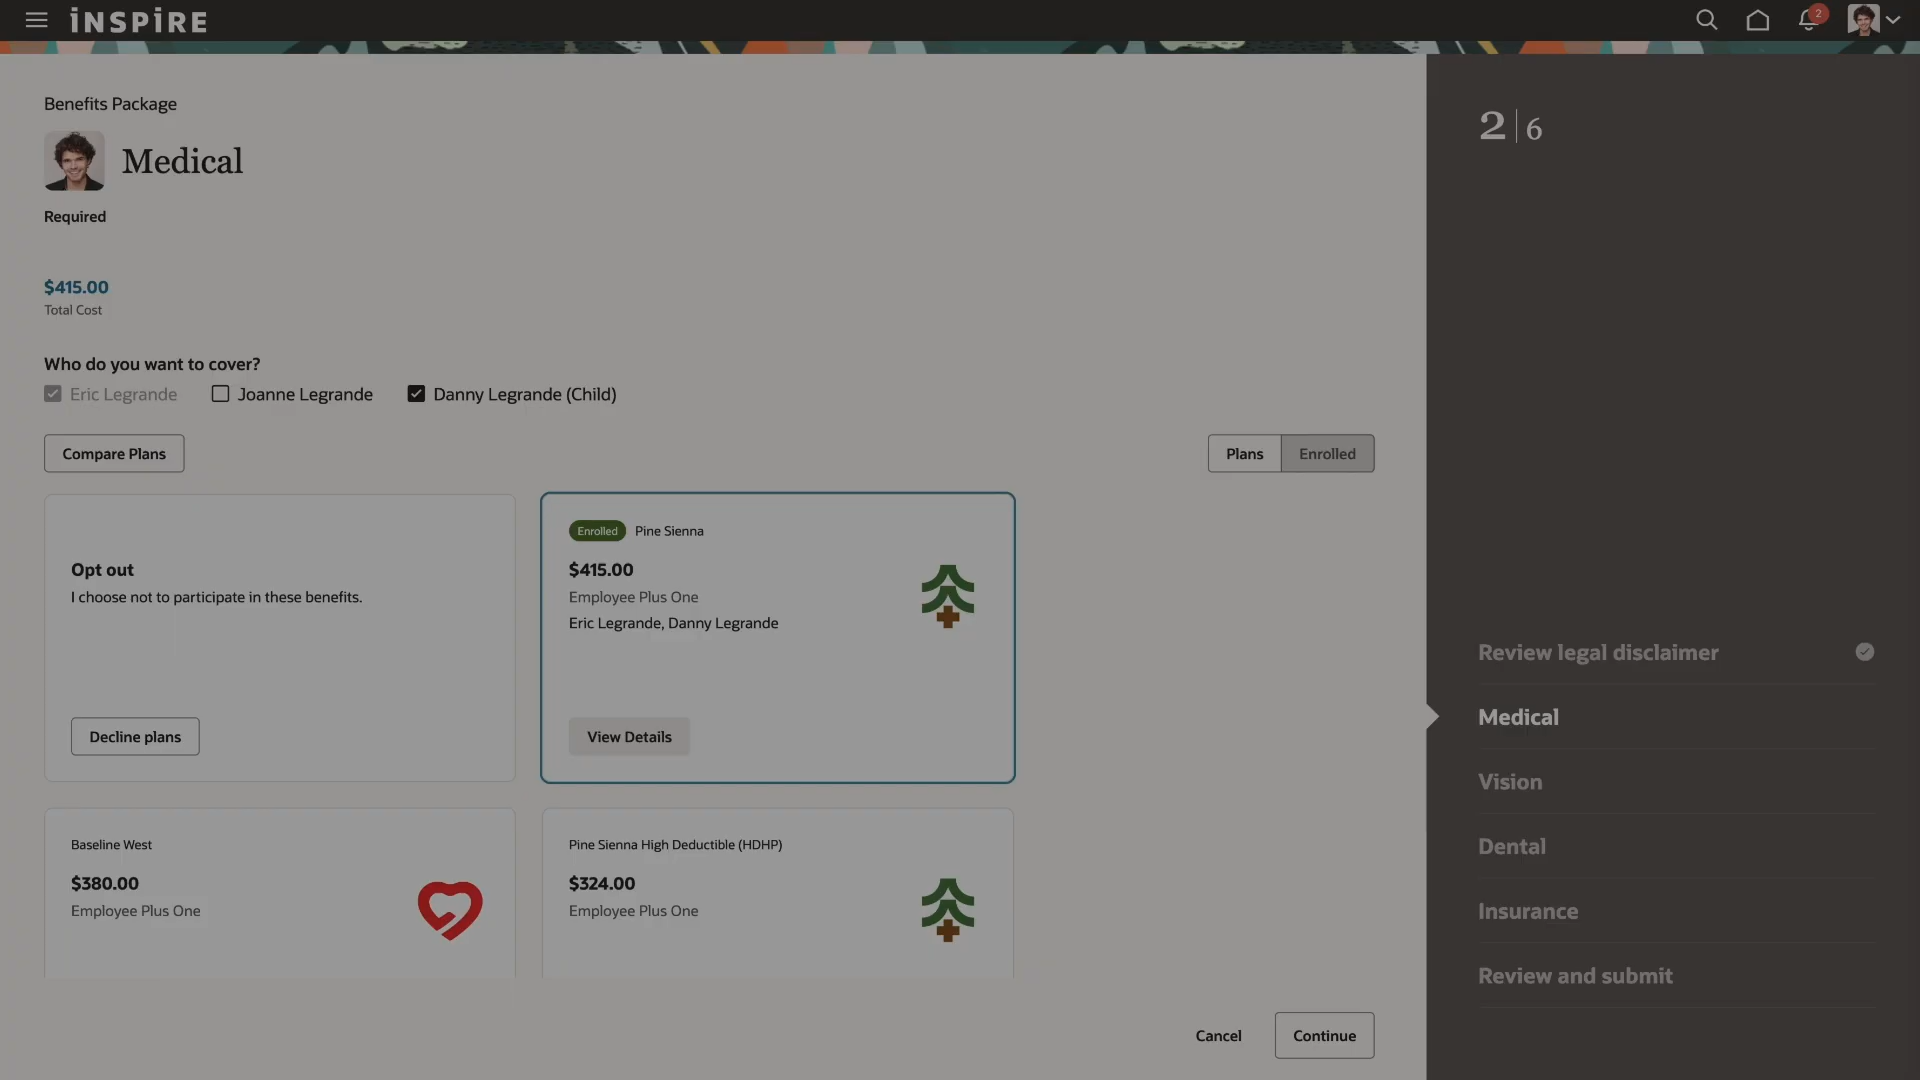 iNSPiRE
2
Benefits Package
Medical
Required
$415.00
Total Cost
Who do you want to cover?
Eric Legrande
Joanne Legrande
Danny Legrande (Child)
Compare Plans
Plans
Enrolled
Opt out
I choose not to participate in these benefits.
Decline plans
Enrolled
Pine Sienna
$415.00
Employee Plus One
Eric Legrande, Danny Legrande
View Details
Baseline West
$380.00
Employee Plus One
Pine Sienna High Deductible (HDHP)
$324.00
Employee Plus One
Cancel
Continue
2 | 6
Review legal disclaimer
Medical
Vision
Dental
Insurance
Review and submit